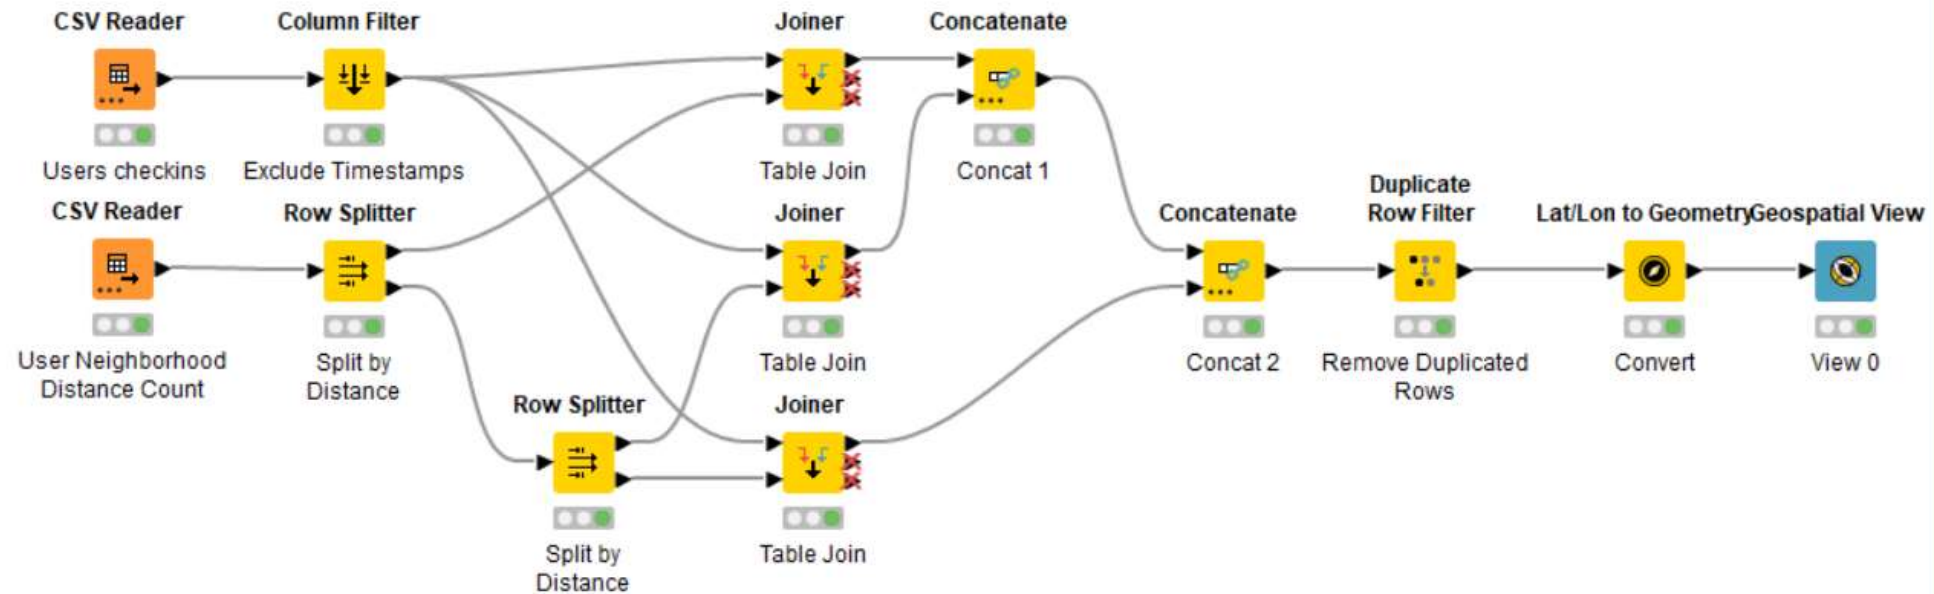 CSV Reader
Column Filter
Joiner
Concatenate
Users checkins
Exclude Timestamps
Table Join
Concat 1
CSV Reader
Row Splitter
Joiner
Concatenate
Duplicate
Row Filter
Lat/Lon to Geometry
Geospatial View
User Neighborhood
Distance Count
Split by
Distance
Table Join
Concat 2
Remove Duplicated
Rows
Convert
View 0
Row Splitter
Joiner
Split by
Distance
Table Join